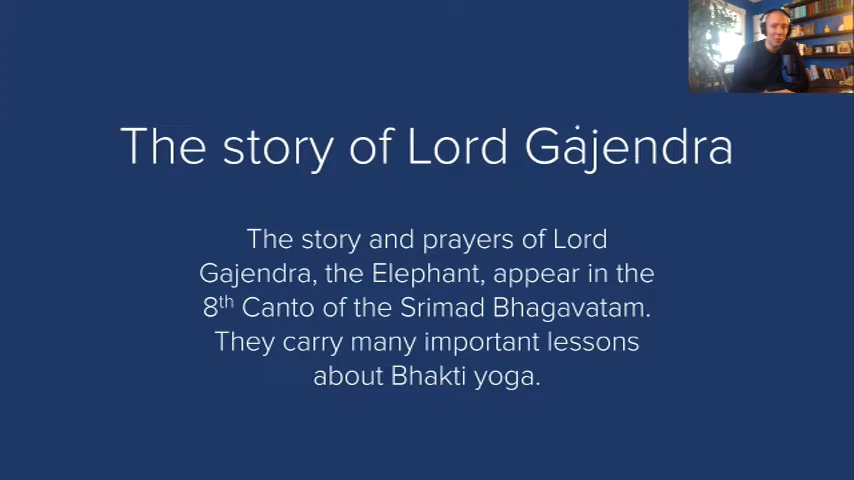 The story of Lord Gajendra
The story and prayers of Lord
Gajendra, the Elephant, appear in the
8th Canto of the Srimad Bhagavatam.
They carry many important lessons
about Bhakti yoga.